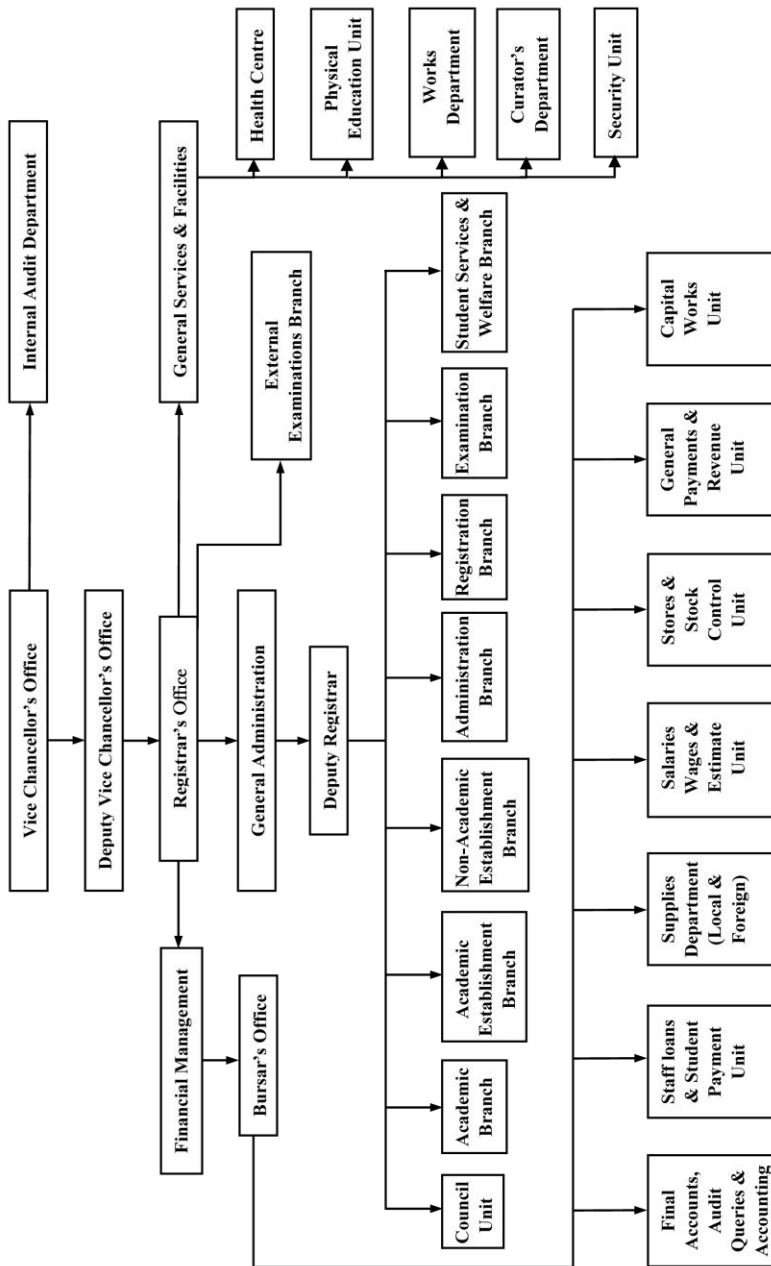 Vice Chancellor's Office
Internal Audit Department
Deputy Vice Chancellor's Office
Financial Management
Registrar's Office
General Services & Facilities
Bursar's Office
General Administration
External
Examinations Branch
Health Centre
Deputy Registrar
Physical
Education Unit
Works
Department
Curator's
Department
Security Unit
Council
Unit
Academic
Branch
Academic
Establishment
Branch
Non-Academic
Establishment
Branch
Administration
Branch
Registration
Branch
Examination
Branch
Student Services &
Welfare Branch
Final
Accounts,
Audit
Queries &
Accounting
Staff loans
& Student
Payment
Unit
Supplies
Department
(Local &
Foreign)
Salaries
Wages &
Estimate
Unit
Stores &
Stock
Control
Unit
General
Payments &
Revenue
Unit
Capital
Works
Unit